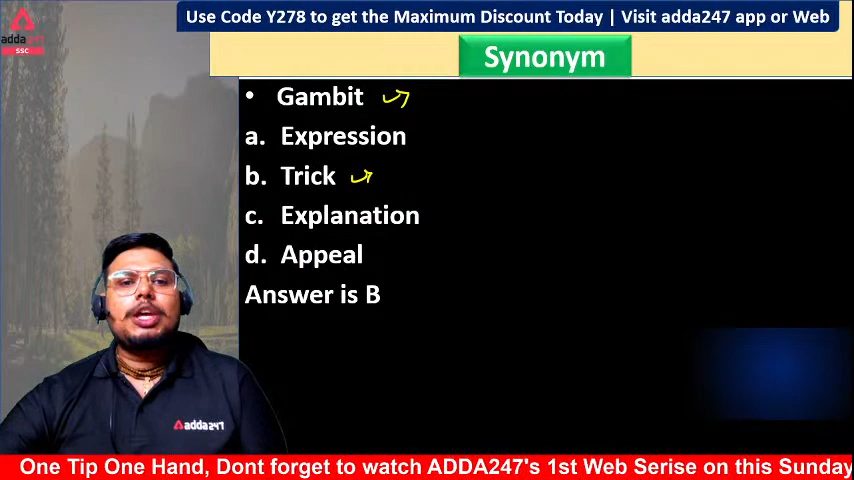 Use Code Y278 to get the Maximum Discount Today | Visit adda247 app or Web
adda247
SSC
Synonym
• Gambit
a. Expression
b. Trick
c. Explanation
d. Appeal
Answer is B
adda247
One Tip One Hand, Dont forget to watch ADDA247's 1st Web Serise on this Sunday